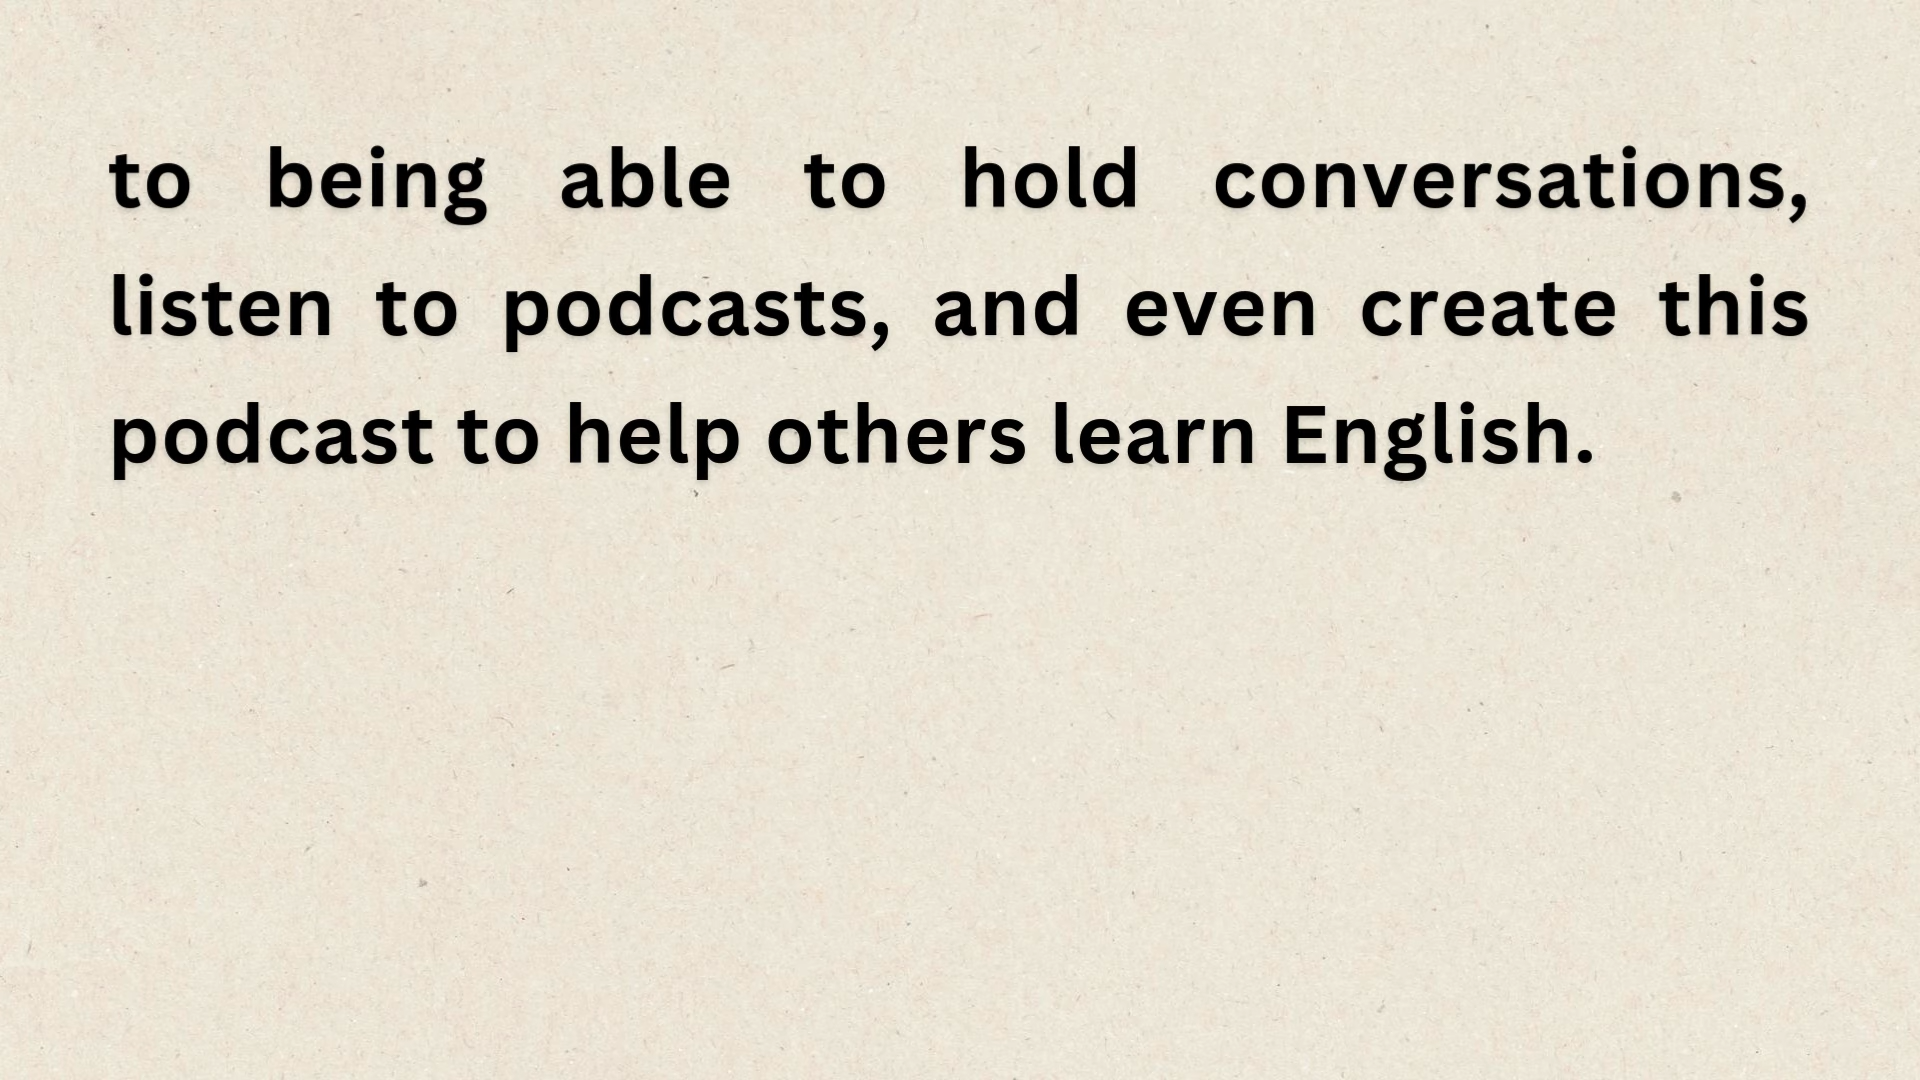 to being able to hold conversations,
listen to podcasts, and even create this
podcast to help others learn English.